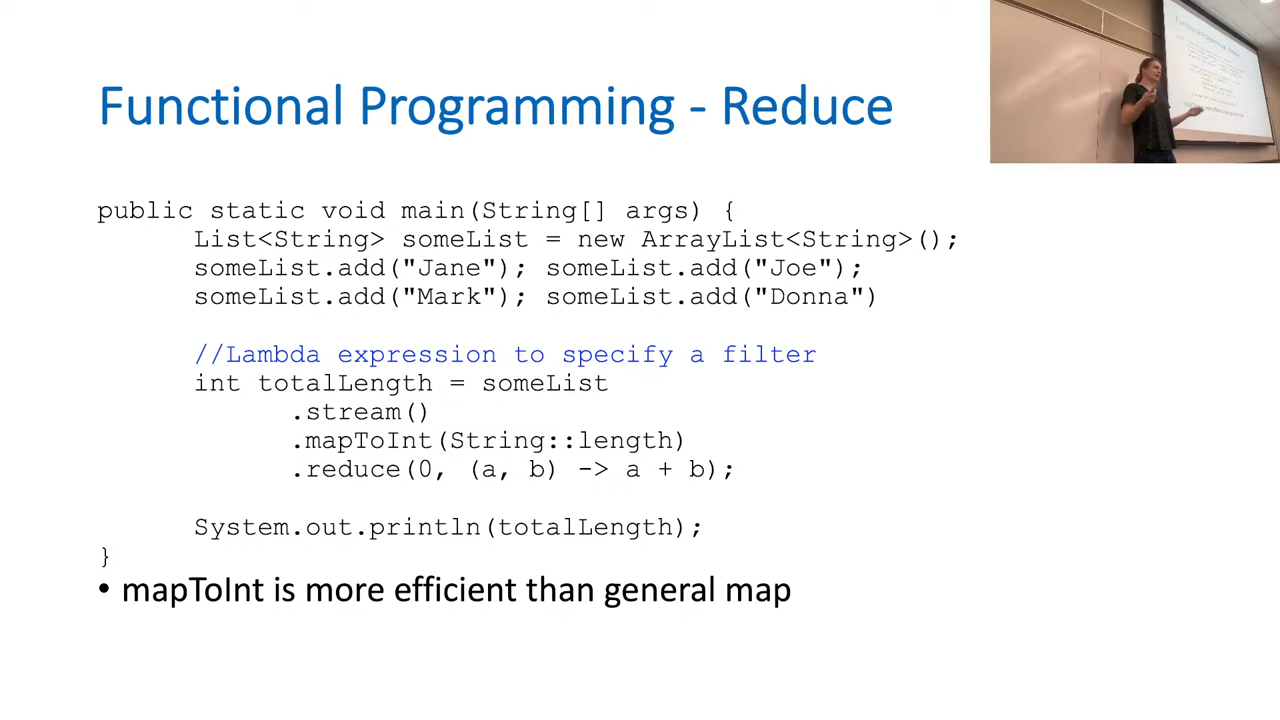 Functional Programming - Reduce
public static void main(String[] args) {
List<String> someList = new ArrayList<String>();
someList.add("Jane"); someList.add("Joe");
someList.add("Mark"); someList.add("Donna")
//Lambda expression to specify a filter
int totalLength = someList
.stream()
.mapToInt(String::length)
.reduce(0, (a, b) -> a + b);
System.out.println(totalLength);
}
• mapToInt is more efficient than general map